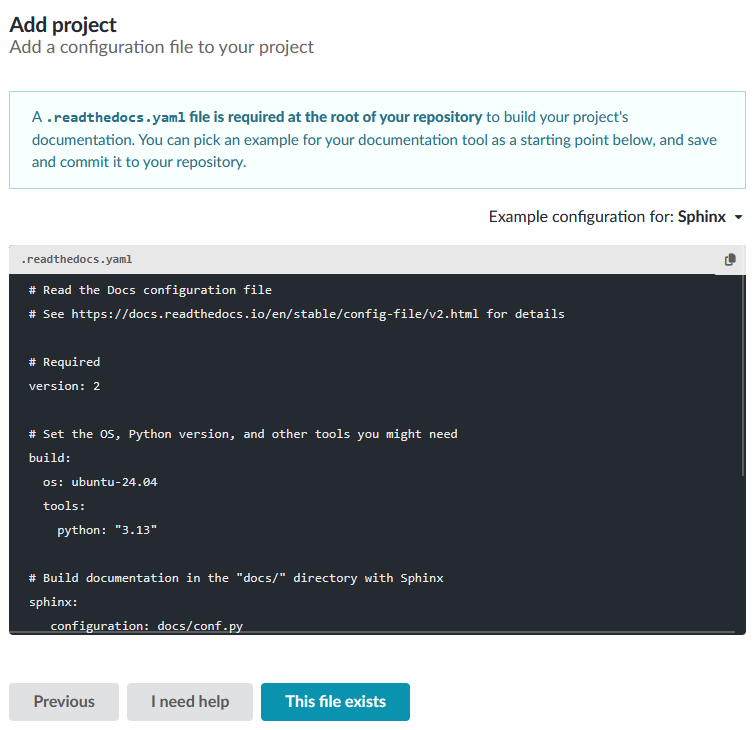 Add project
Add a configuration file to your project
A .readthedocs.yaml file is required at the root of your repository to build your project's
documentation. You can pick an example for your documentation tool as a starting point below, and save
and commit it to your repository.
Example configuration for: Sphinx
.readthedocs.yaml
# Read the Docs configuration file
# See https://docs.readthedocs.io/en/stable/config-file/v2.html for details
# Required
version: 2
# Set the OS, Python version, and other tools you might need
build:
  os: ubuntu-24.04
  tools:
    python: "3.13"
# Build documentation in the "docs/" directory with Sphinx
sphinx:
   configuration: docs/conf.py
Previous
I need help
This file exists